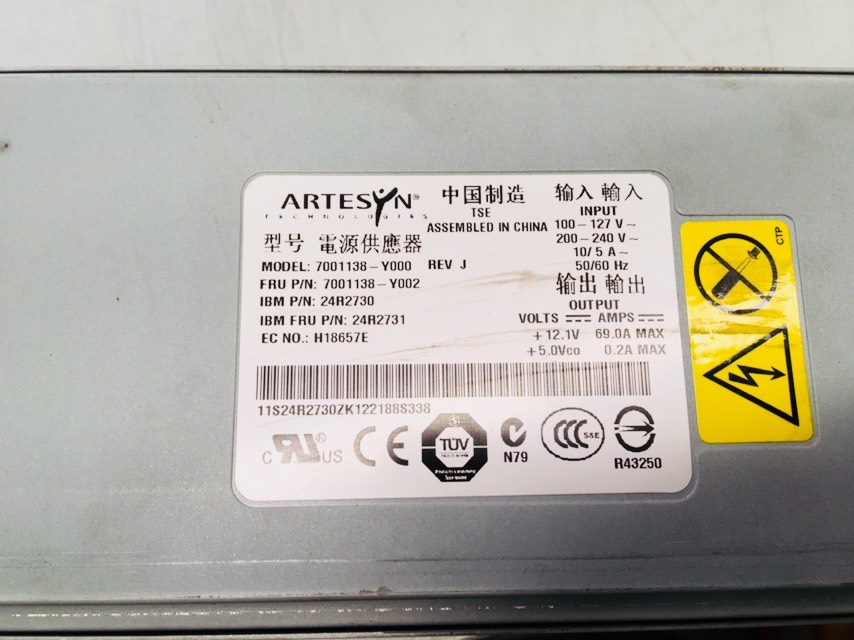 ARTESYN®
TECHNOLOGIES
中国制造
TSE
ASSEMBLED IN CHINA
型号 電源供應器
MODEL: 7001138-Y000 REV J
FRU P/N: 7001138-Y002
IBM P/N: 24R2730
IBM FRU P/N: 24R2731
EC NO.: H18657E
输入 輸入
INPUT
100-127 V~
200-240 V~
10/5 A~
50/60 Hz
输出 輸出
OUTPUT
VOLTS AMPS
+12.1V 69.0A MAX
+5.0Vco 0.2A MAX
11S24R2730ZK122188S338
c RU® US
CE
TÜV
N79
CCC S&E
R43250
CTP